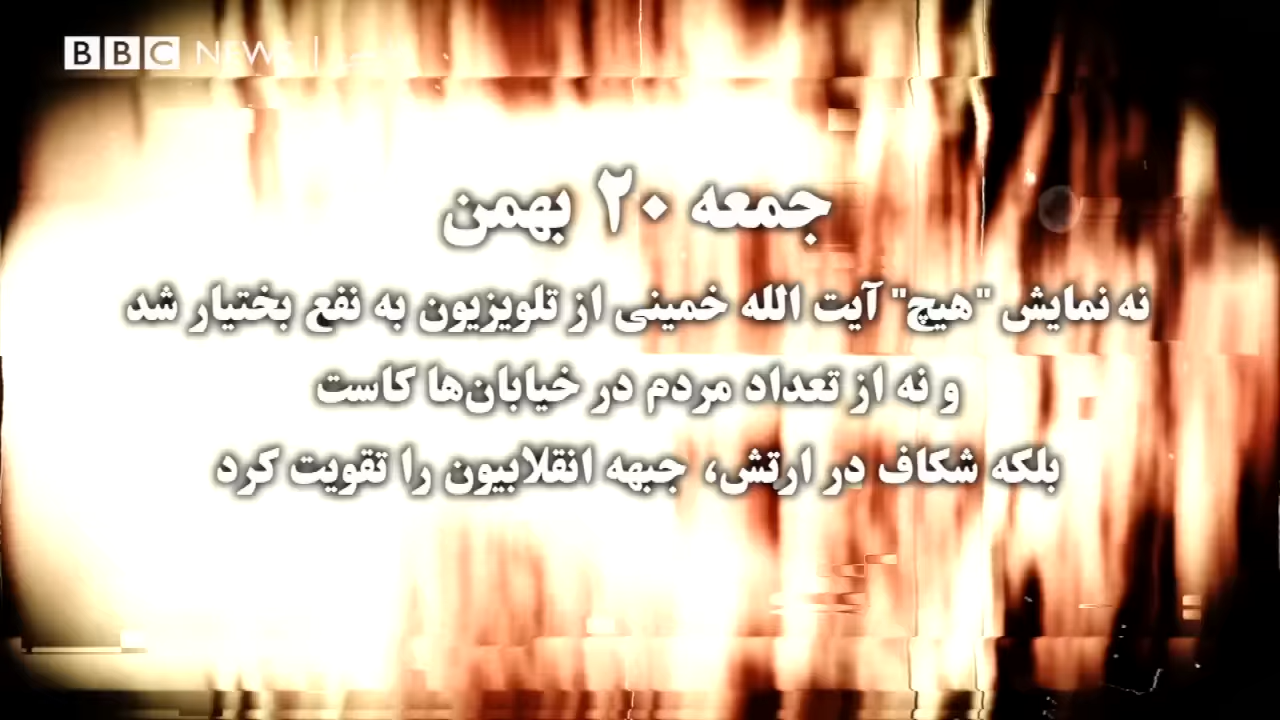 BBC NEWS
جمعه ۲۰ بهمن
نه نمایش "هیچ" آیت الله خمینی از تلویزیون به نفع بختیار شد
و نه از تعداد مردم در خیابان‌ها کاست
بلکه شکاف در ارتش، جبهه انقلابیون را تقویت کرد